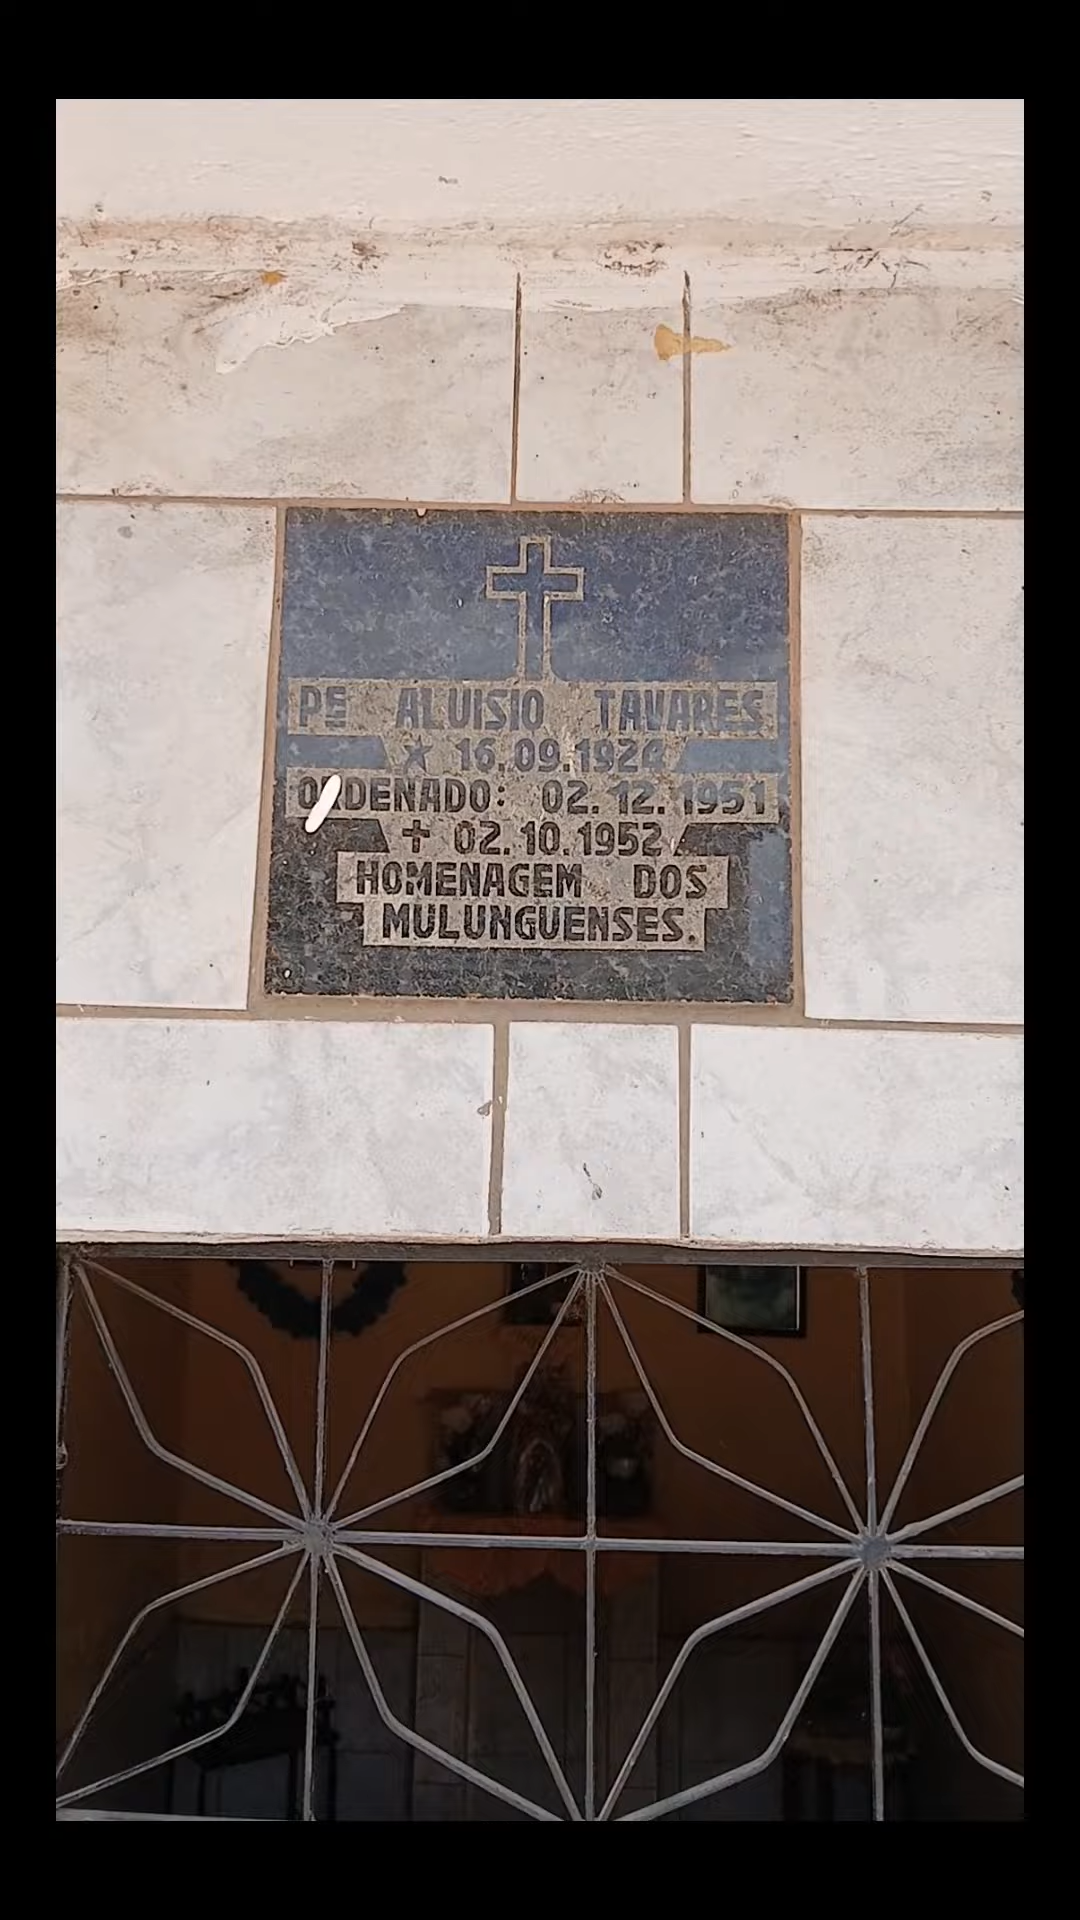 PE ALUISIO TAVARES
★ 16.09.1924
ORDENADO: 02.12.1951
✝ 02.10.1952
HOMENAGEM DOS
MULUNGUENSES.